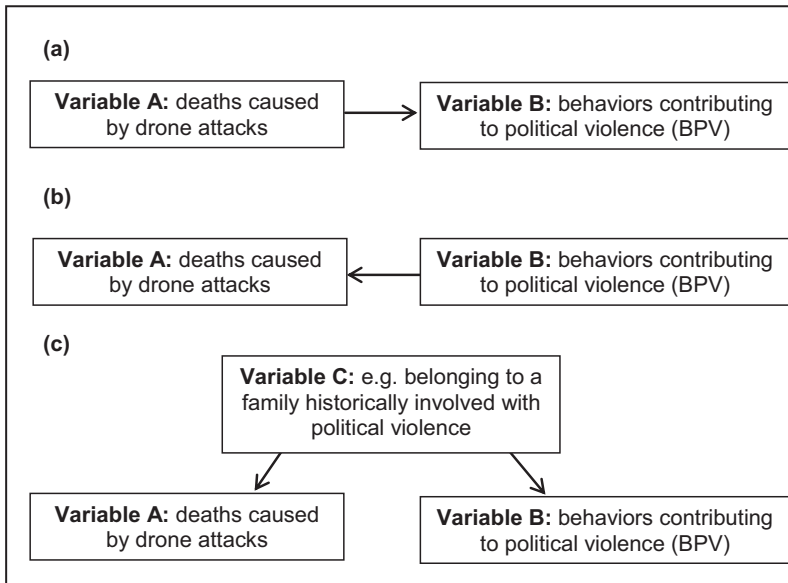 (a)
Variable A: deaths caused
by drone attacks
Variable B: behaviors contributing
to political violence (BPV)
(b)
Variable A: deaths caused
by drone attacks
Variable B: behaviors contributing
to political violence (BPV)
(c)
Variable C: e.g. belonging to a
family historically involved with
political violence
Variable A: deaths caused
by drone attacks
Variable B: behaviors contributing
to political violence (BPV)